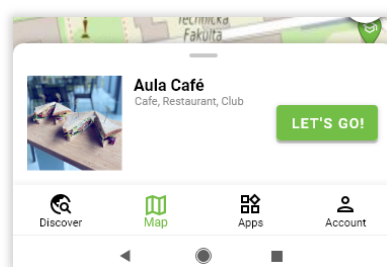 Technická
Fakulta
Aula Café
Cafe, Restaurant, Club
LET'S GO!
Discover
Map
Apps
Account